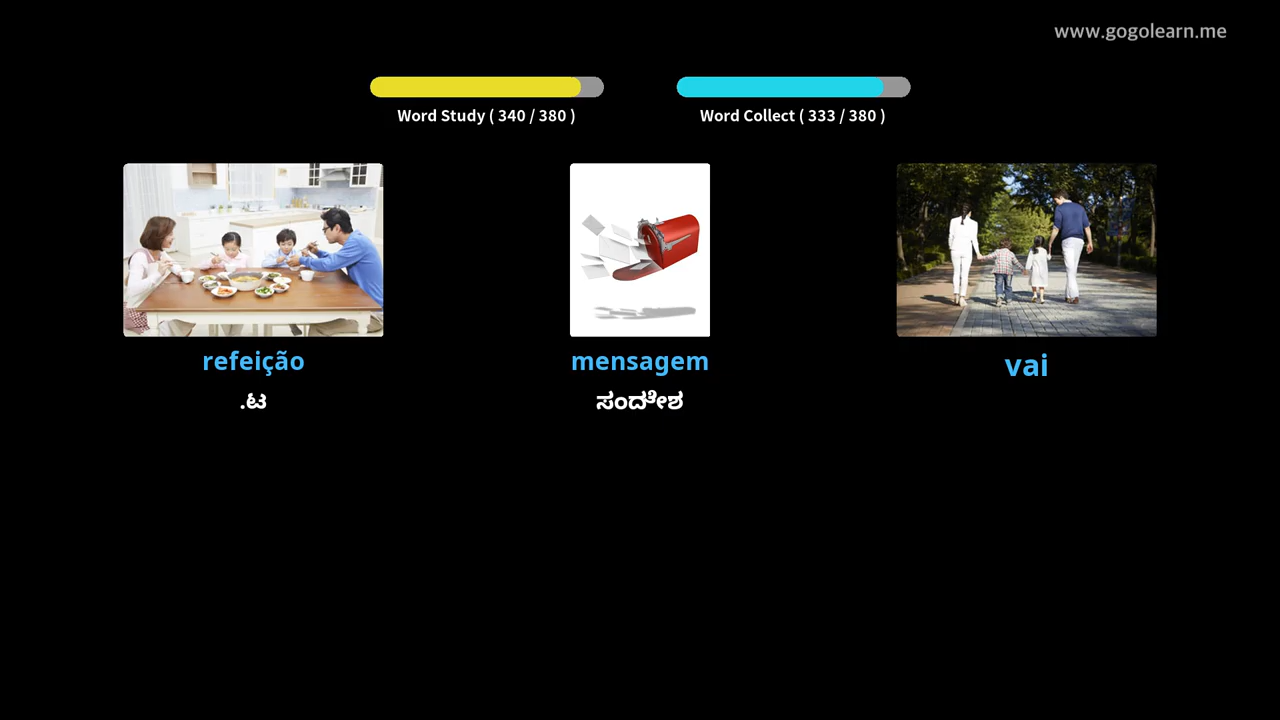 www.gogolearn.me
Word Study ( 340 / 380 )
Word Collect ( 333 / 380 )
refeição
mensagem
vai
.ಟ
ಸಂದೇಶ